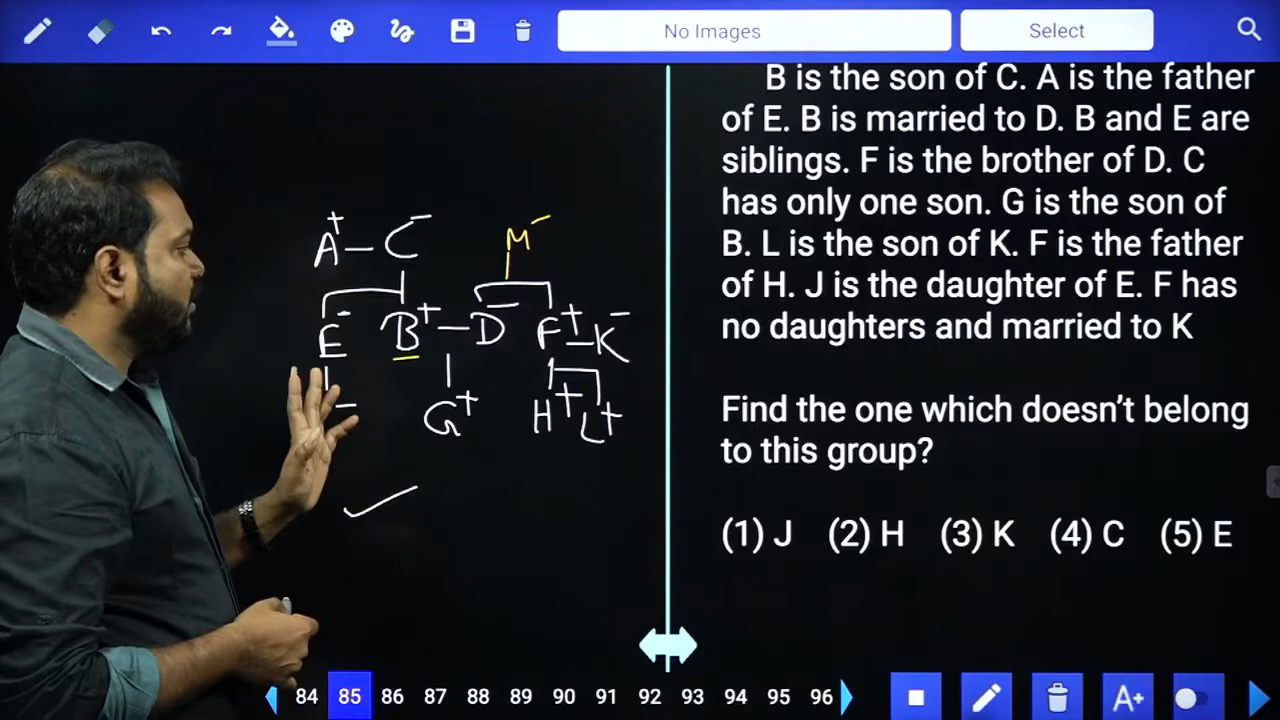 No Images
Select
B is the son of C. A is the father
of E. B is married to D. B and E are
siblings. F is the brother of D. C
has only one son. G is the son of
B. L is the son of K. F is the father
of H. J is the daughter of E. F has
no daughters and married to K
Find the one which doesn't belong
to this group?
(1) J (2) H (3) K (4) C (5) E
A+ — C- M-
E- B+ — D- F+ — K-
- G+ H+ L+
84 85 86 87 88 89 90 91 92 93 94 95 96
A+